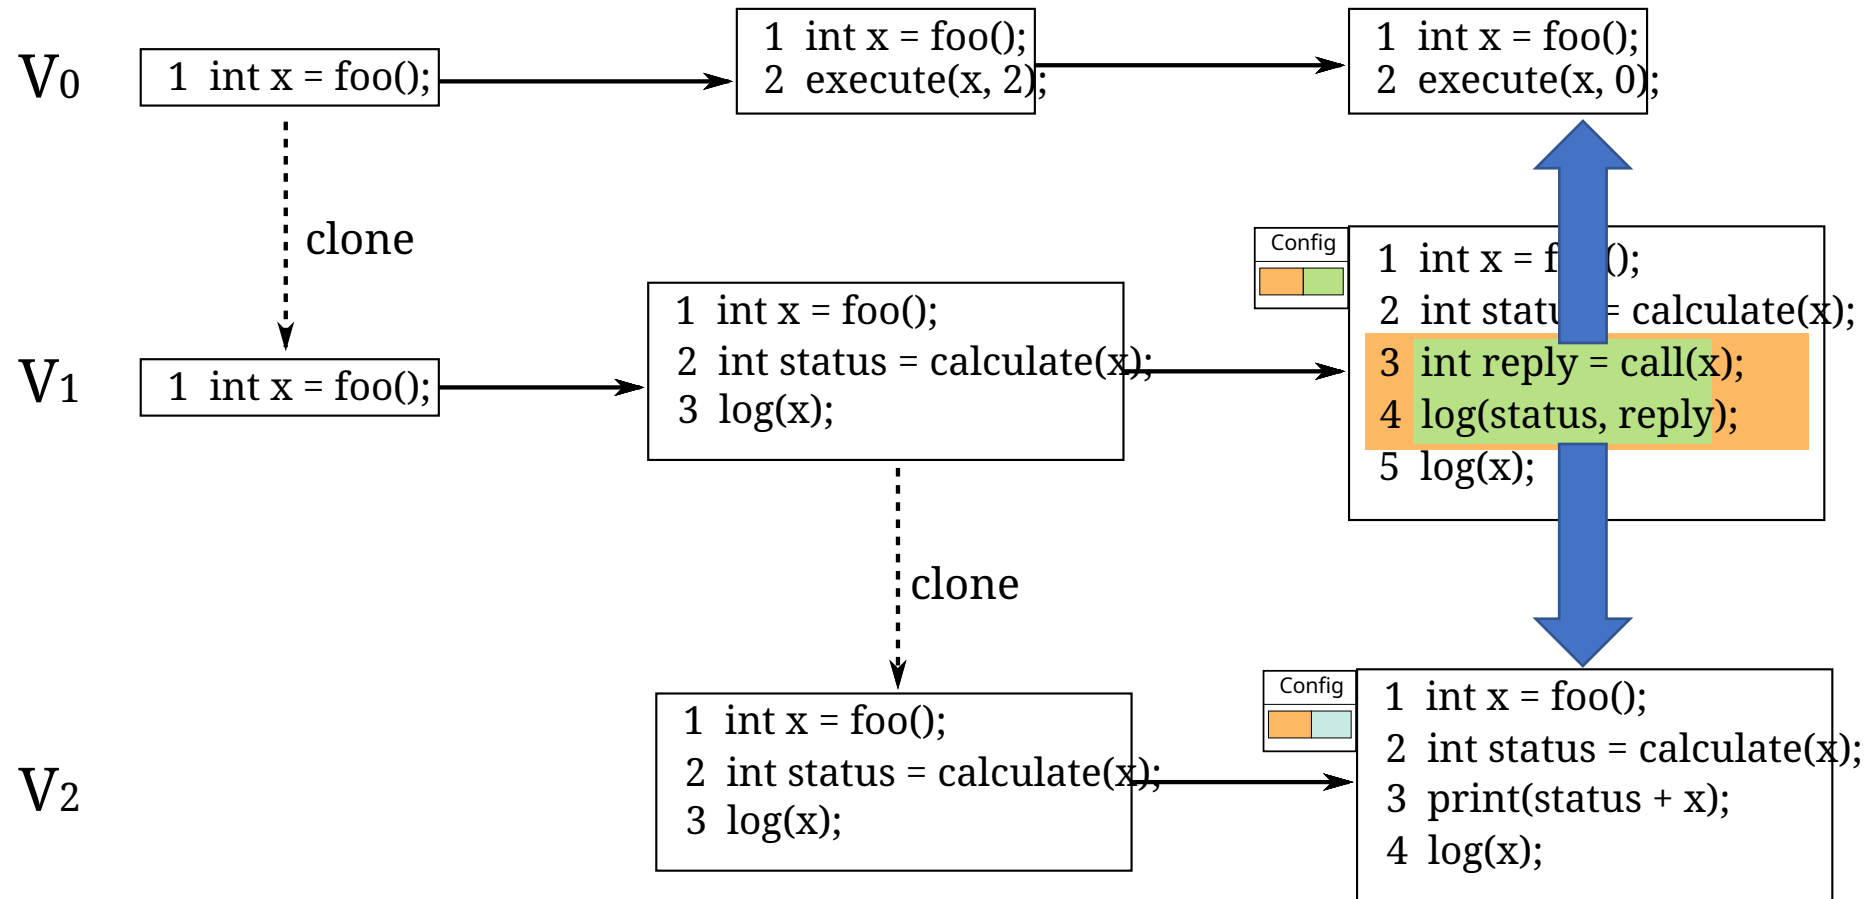 V0
1 int x = foo();
1 int x = foo();
2 execute(x, 2);
1 int x = foo();
2 execute(x, 0);
clone
V1
1 int x = foo();
1 int x = foo();
2 int status = calculate(x);
3 log(x);
Config
1 int x = f ();
2 int statu = calculate(x);
3 int reply = call(x);
4 log(status, reply);
5 log(x);
clone
V2
1 int x = foo();
2 int status = calculate(x);
3 log(x);
Config
1 int x = foo();
2 int status = calculate(x);
3 print(status + x);
4 log(x);